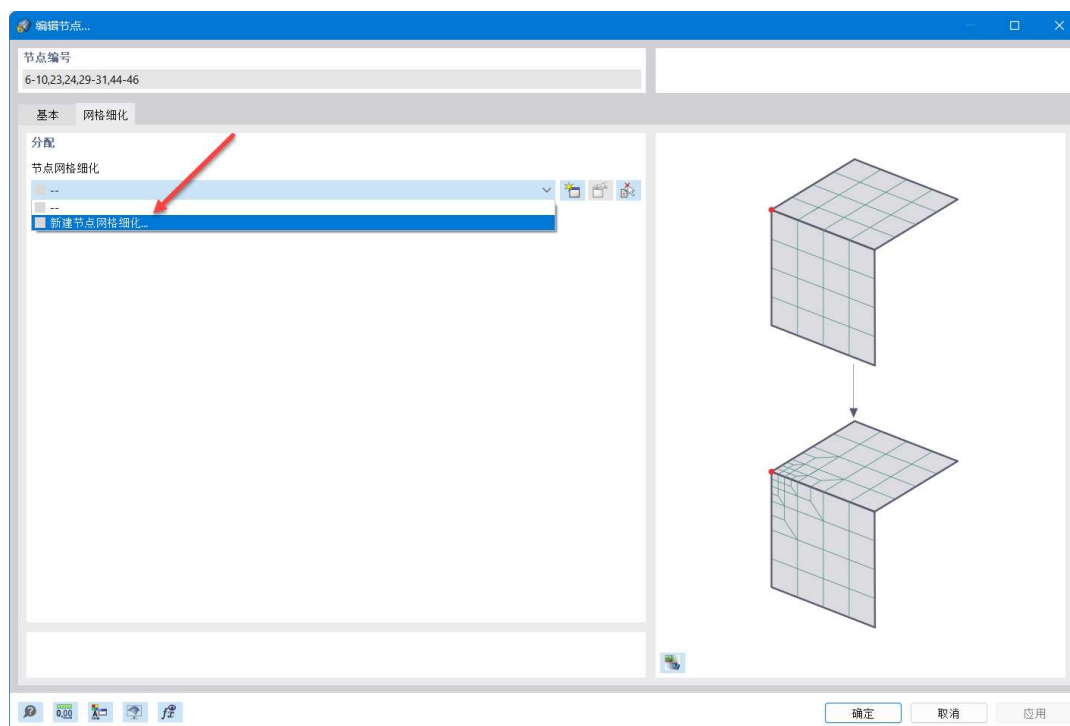 编辑节点...
节点编号
6-10,23,24,29-31,44-46
基本 网格细化
分配
节点网格细化
--
--
新建节点网格细化...
0,00
确定 取消 应用